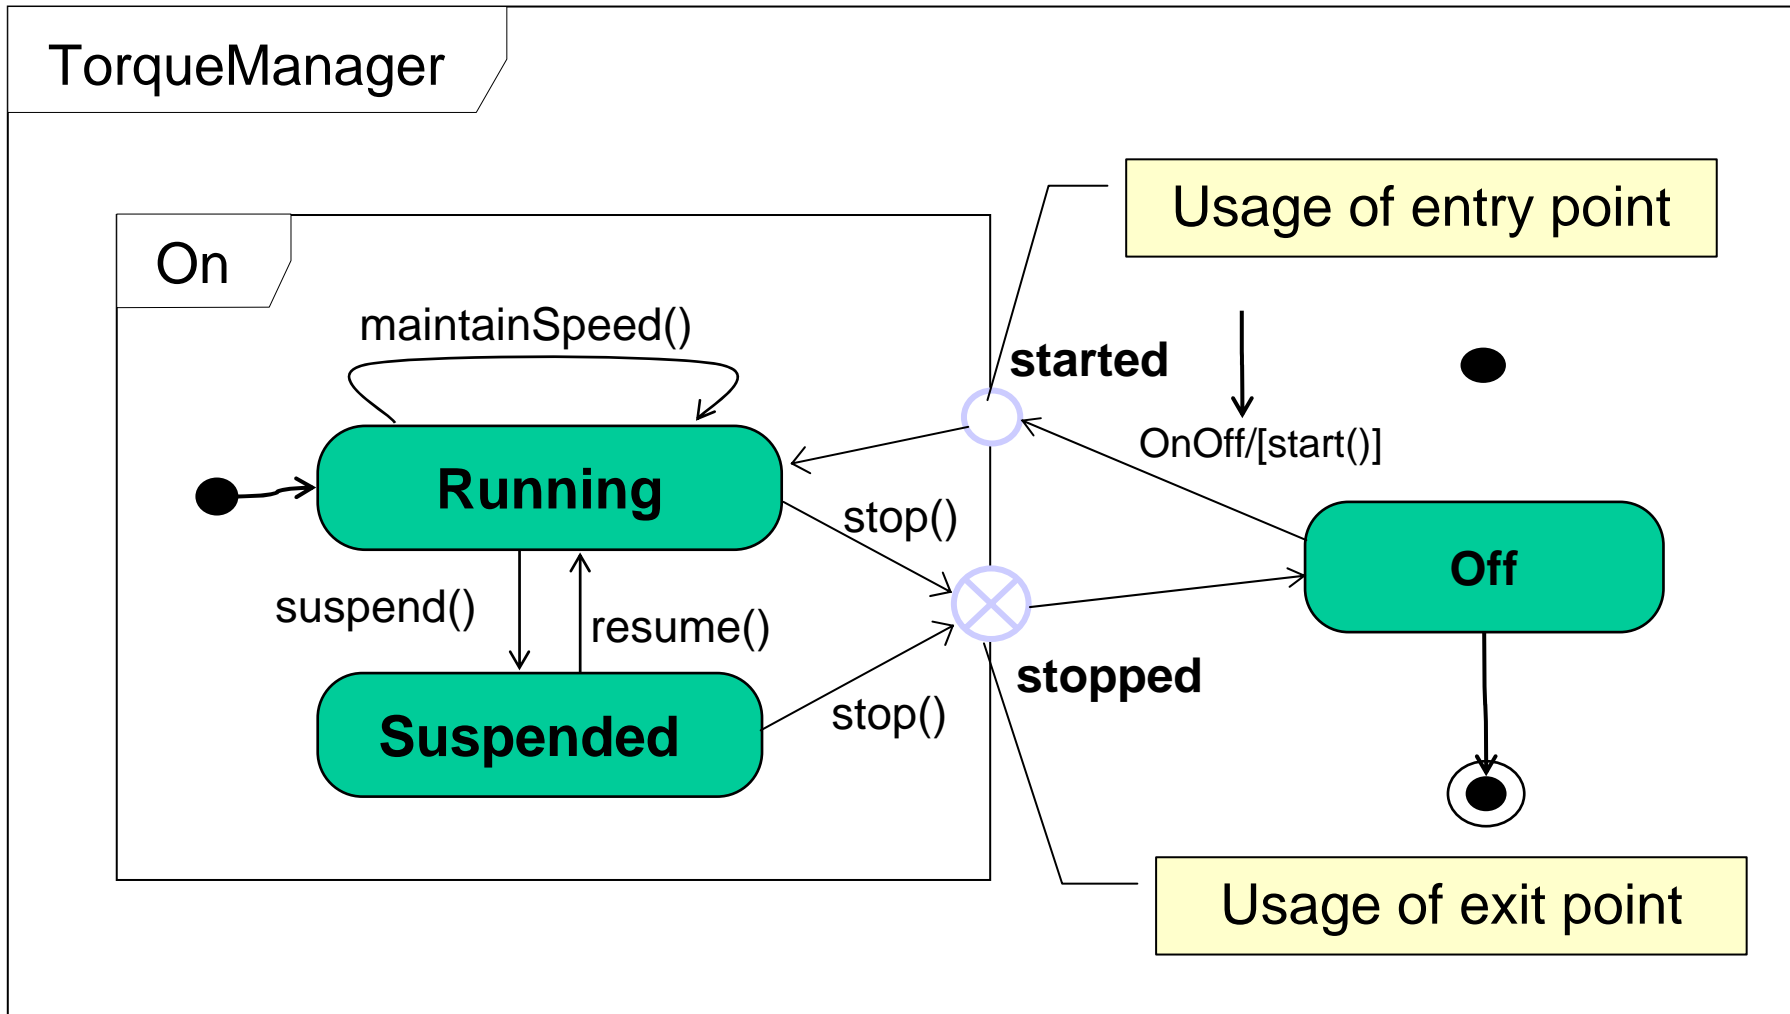 TorqueManager
Usage of entry point
On
maintainSpeed()
started
OnOff/[start()]
Running
stop()
Off
suspend()
resume()
stopped
stop()
Suspended
Usage of exit point